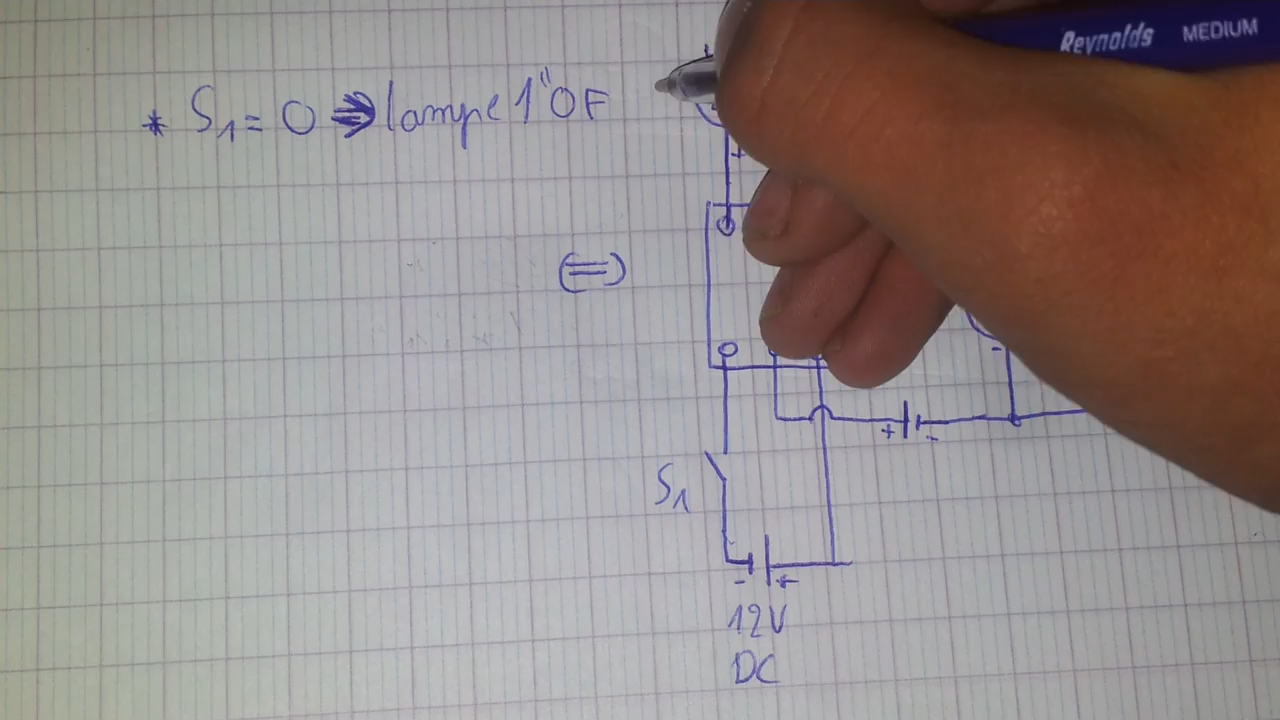 * S1 = 0 ⇒ lampe 1 "OF
Reynolds MEDIUM
(=)
+
+ -
-
S1
- +
12V
DC